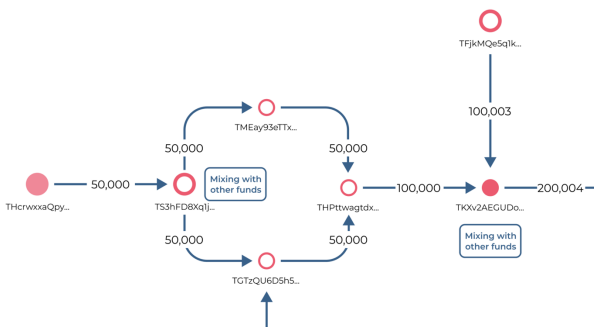 TFjkMQe5q1k...
100,003
TMEay93eTTx...
50,000
50,000
Mixing with
other funds
50,000
100,000
200,004
THcrwxxaQpy...
TS3hFD8Xq1j...
THPttwagtdx...
TKXv2AEGUDo...
50,000
50,000
Mixing with
other funds
TGTzQU6D5h5...